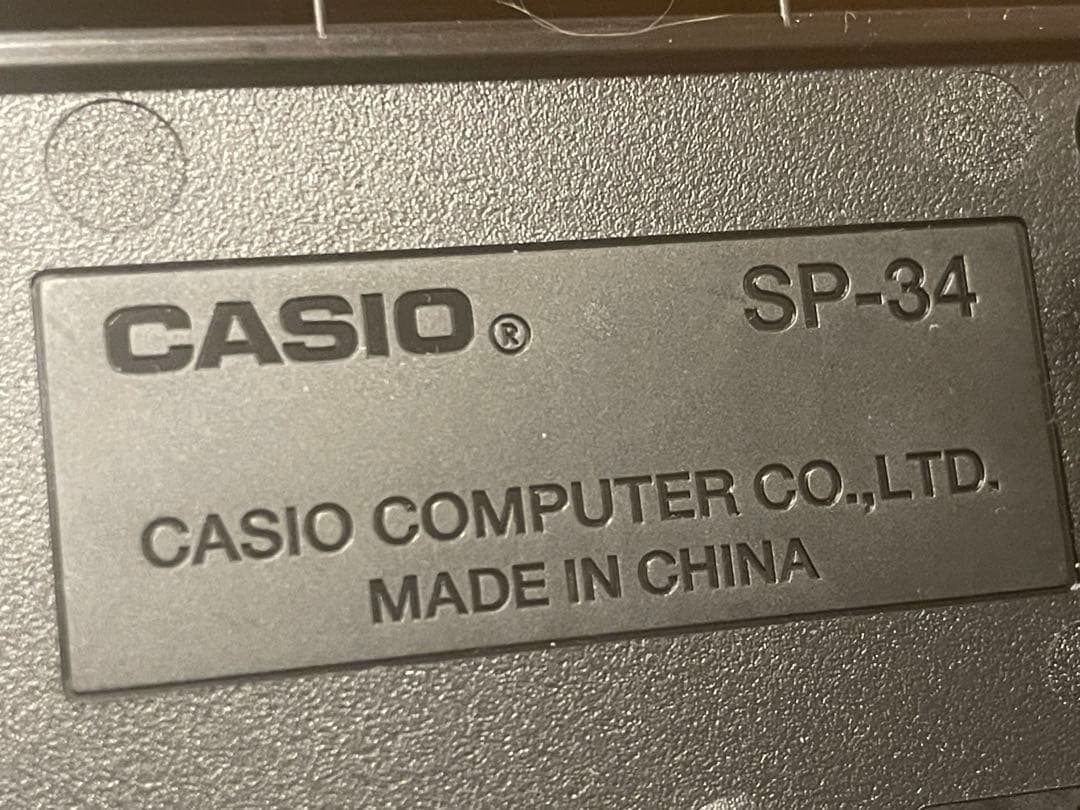 CASIO® SP-34
CASIO COMPUTER CO.,LTD.
MADE IN CHINA